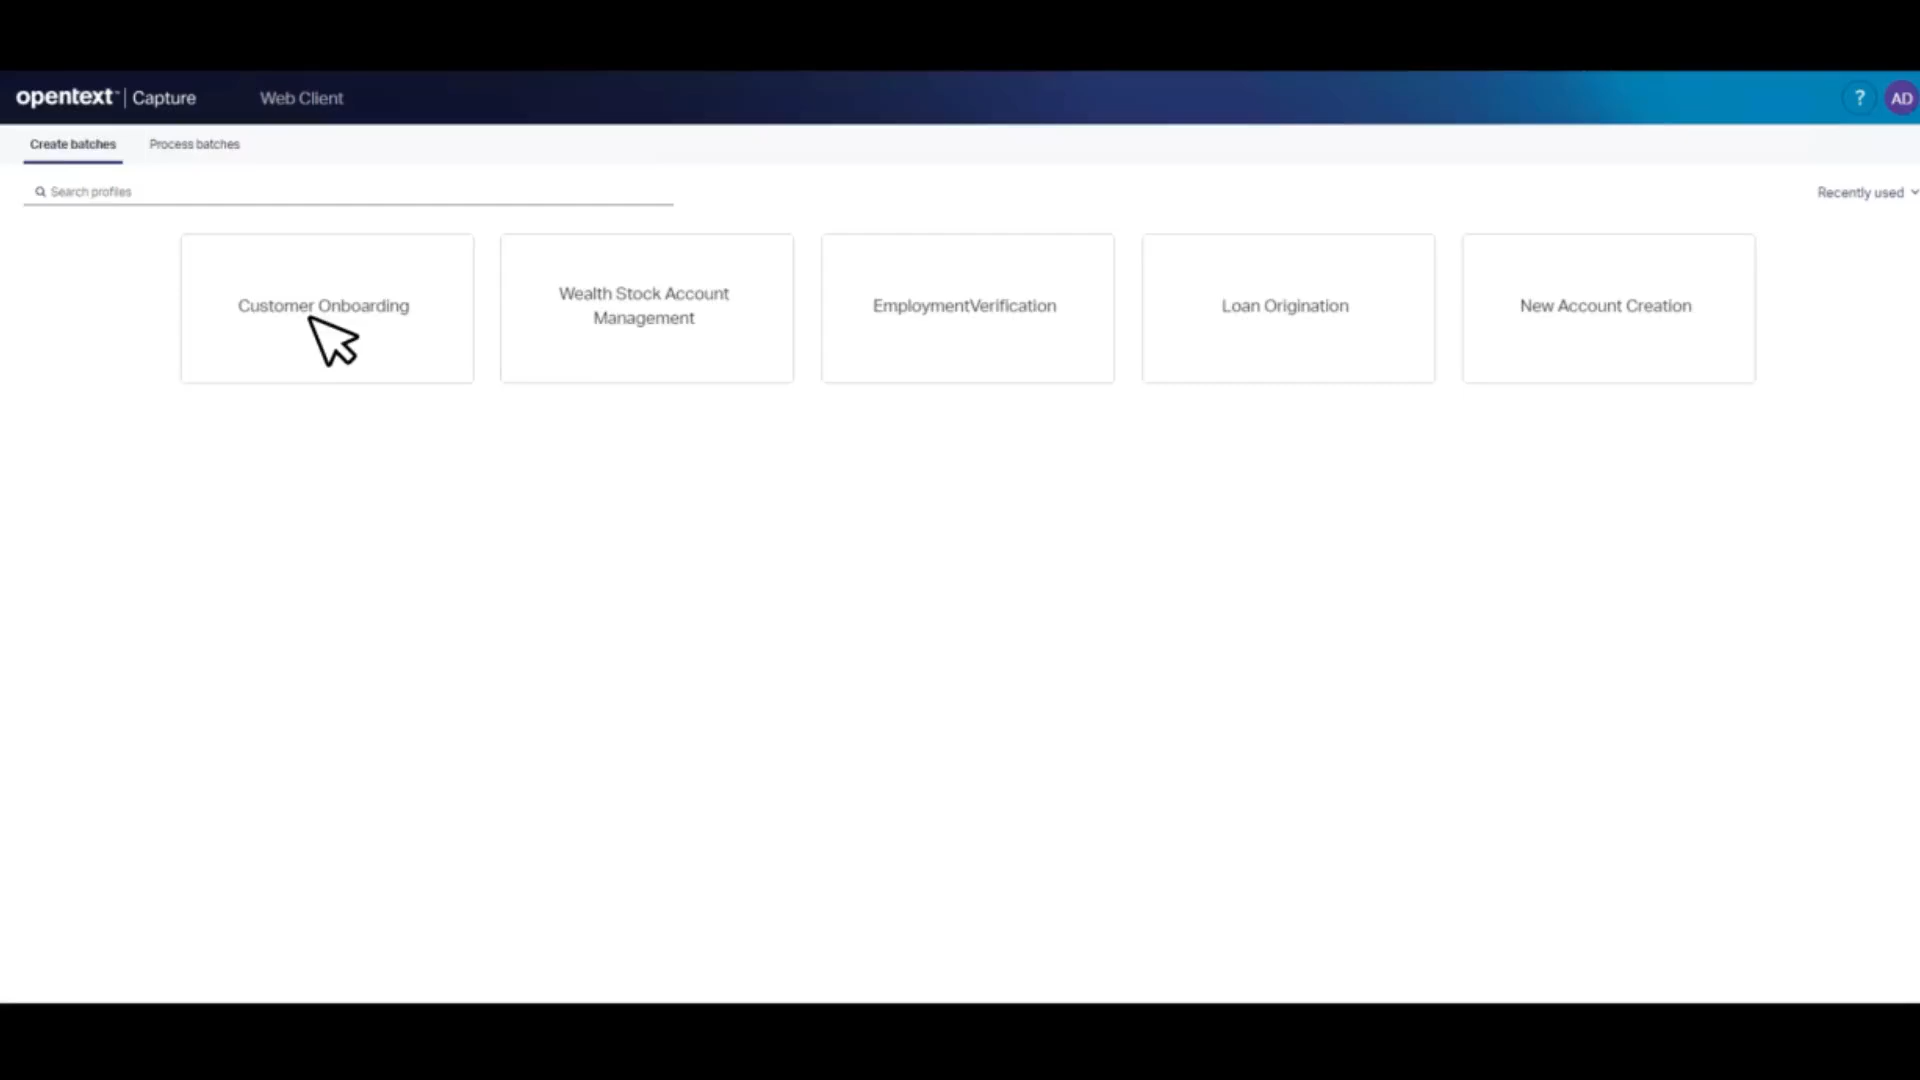 opentext™ | Capture
Web Client
?
AD
Create batches
Process batches
Search profiles
Recently used
Customer Onboarding
Wealth Stock Account
Management
EmploymentVerification
Loan Origination
New Account Creation